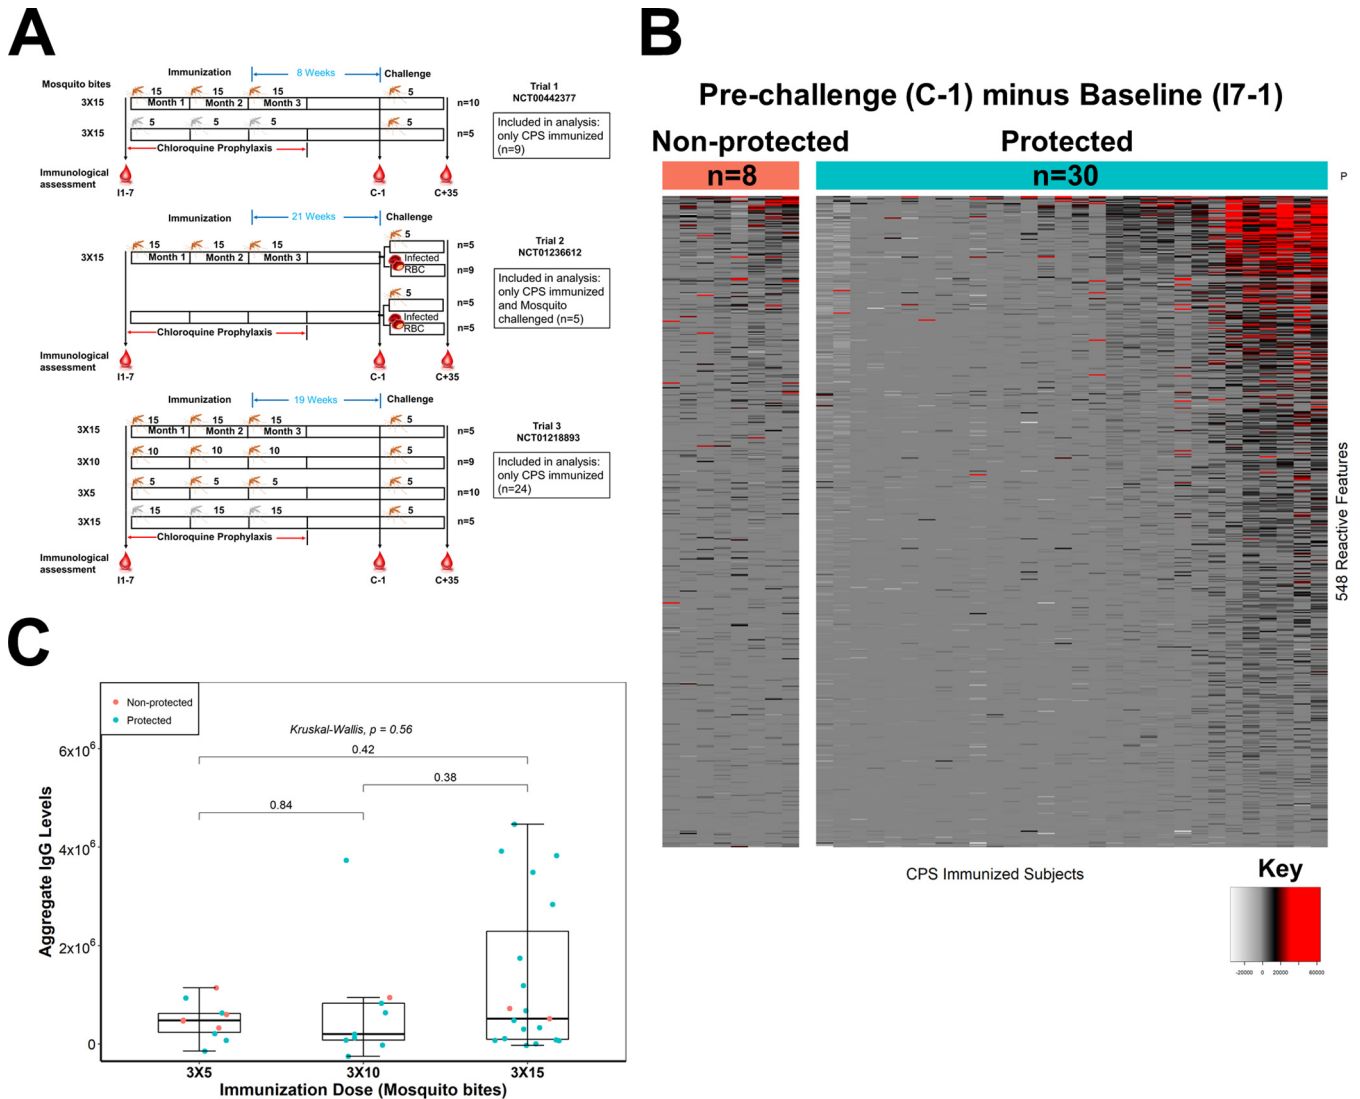 A
Immunization
8 Weeks
Challenge
Mosquito bites
15
15
15
5
Trial 1
NCT00442377
3X15
Month 1
Month 2
Month 3
n=10
5
5
5
5
3X15
n=5
Included in analysis:
only CPS immunized
(n=9)
Chloroquine Prophylaxis
Immunological
assessment
I1-7
C-1
C+35
Immunization
21 Weeks
Challenge
5
15
15
15
n=5
Trial 2
NCT01236612
3X15
Month 1
Month 2
Month 3
Infected
RBC
n=9
Included in analysis:
only CPS immunized
and Mosquito
challenged (n=5)
5
n=5
Infected
RBC
n=5
Chloroquine Prophylaxis
Immunological
assessment
I1-7
C-1
C+35
Immunization
19 Weeks
Challenge
15
15
15
5
Trial 3
NCT01218893
3X15
Month 1
Month 2
Month 3
n=5
10
10
10
5
3X10
n=9
Included in analysis:
only CPS immunized
(n=24)
5
5
5
5
3X5
n=10
15
15
15
5
3X15
n=5
Chloroquine Prophylaxis
Immunological
assessment
I1-7
C-1
C+35
B
Pre-challenge (C-1) minus Baseline (I7-1)
Non-protected
Protected
n=8
n=30
P
548 Reactive Features
CPS Immunized Subjects
Key
-20000 0 20000 60000
C
Non-protected
Protected
Kruskal-Wallis, p = 0.56
0.42
0.38
0.84
6x10⁶
4x10⁶
2x10⁶
0
Aggregate IgG Levels
3X5
3X10
3X15
Immunization Dose (Mosquito bites)